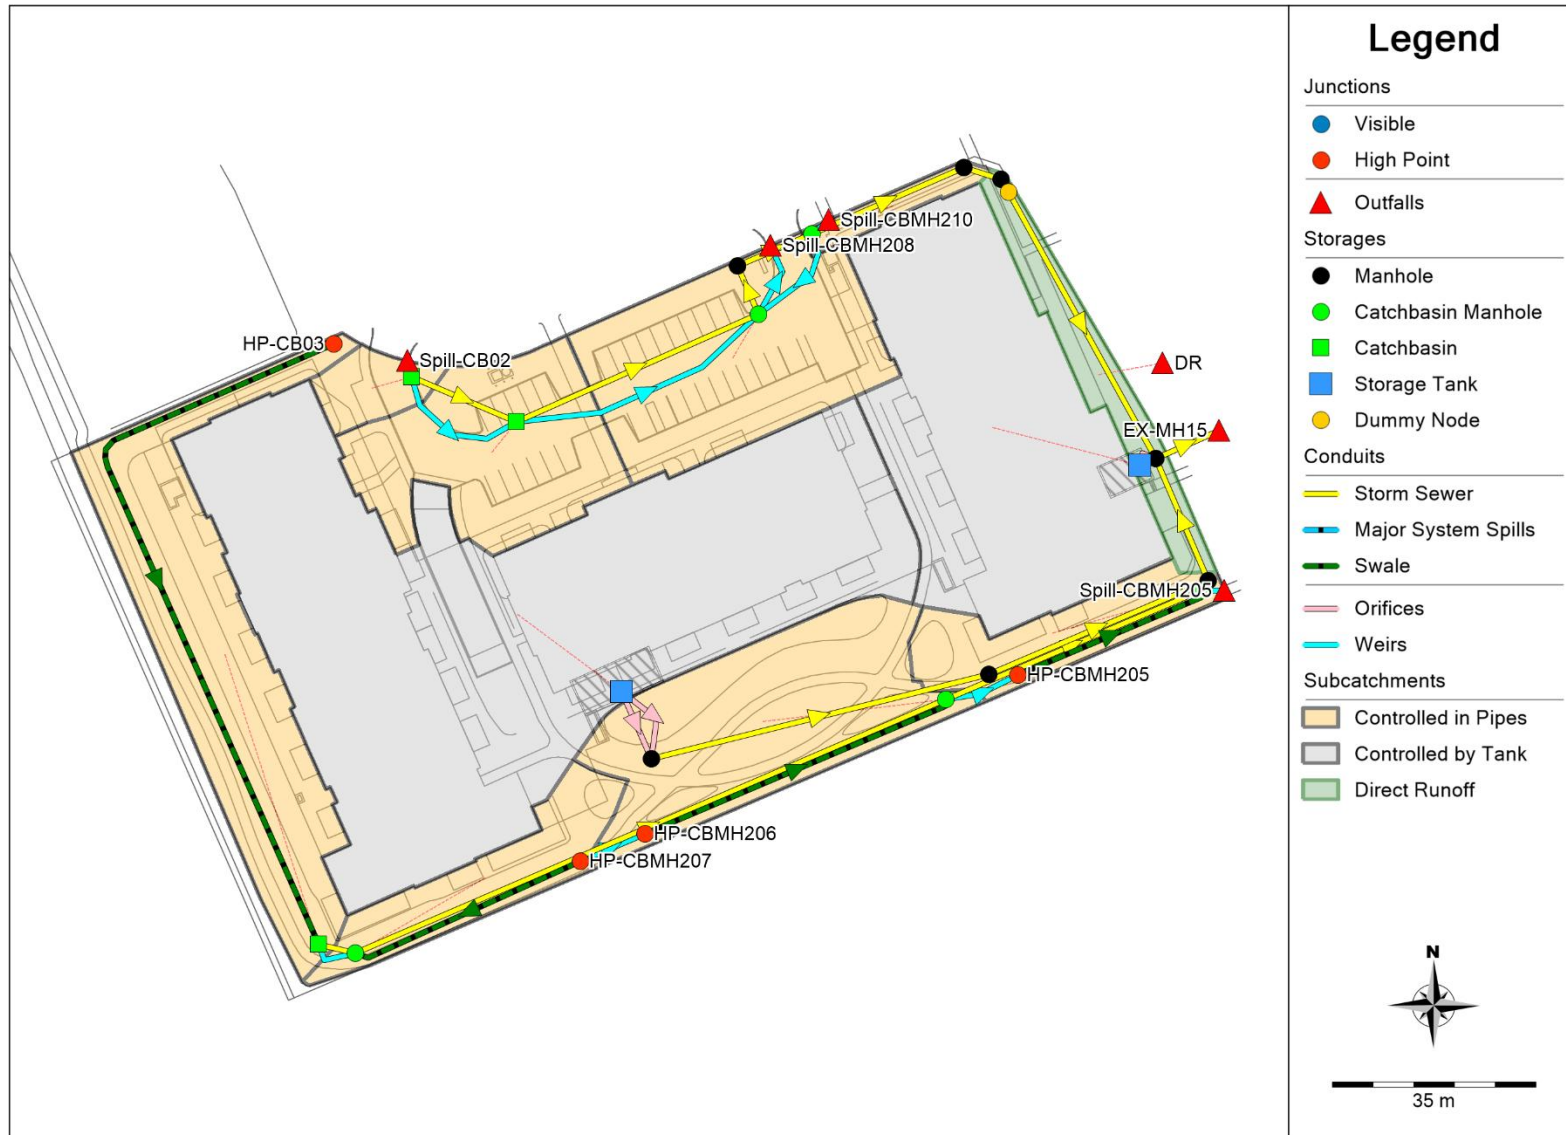 Spill-CBMH210
Spill-CBMH208
HP-CB03
Spill-CB02
DR
EX-MH15
Spill-CBMH205
HP-CBMH205
HP-CBMH206
HP-CBMH207
Legend
Junctions
Visible
High Point
Outfalls
Storages
Manhole
Catchbasin Manhole
Catchbasin
Storage Tank
Dummy Node
Conduits
Storm Sewer
Major System Spills
Swale
Orifices
Weirs
Subcatchments
Controlled in Pipes
Controlled by Tank
Direct Runoff
N
35 m